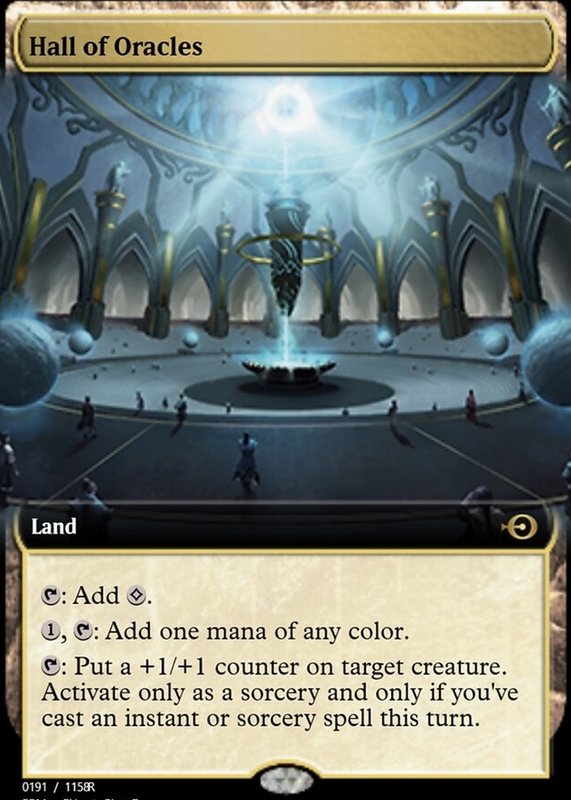 Hall of Oracles
Land
: Add .
1, : Add one mana of any color.
: Put a +1/+1 counter on target creature.
Activate only as a sorcery and only if you've
cast an instant or sorcery spell this turn.
0191 / 1158R